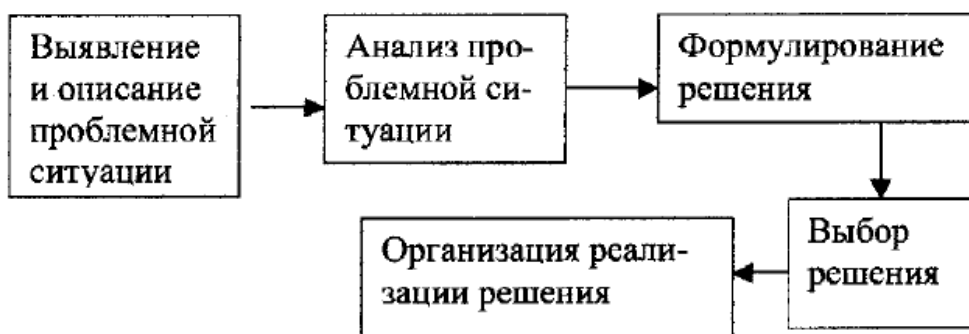 Выявление
и описание
проблемной
ситуации
Анализ про-
блемной си-
туации
Формулирование
решения
Выбор
решения
Организация реали-
зации решения